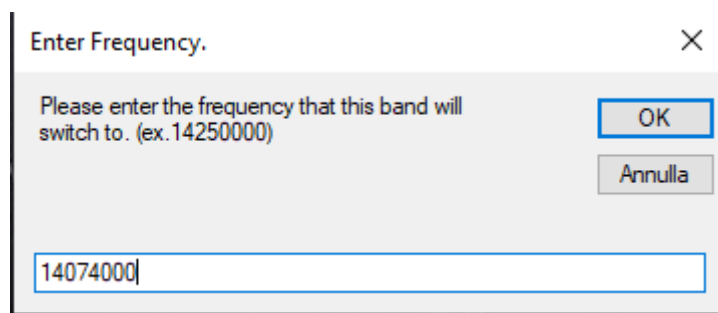 Enter Frequency.
Please enter the frequency that this band will
switch to. (ex.14250000)
OK
Annulla
14074000